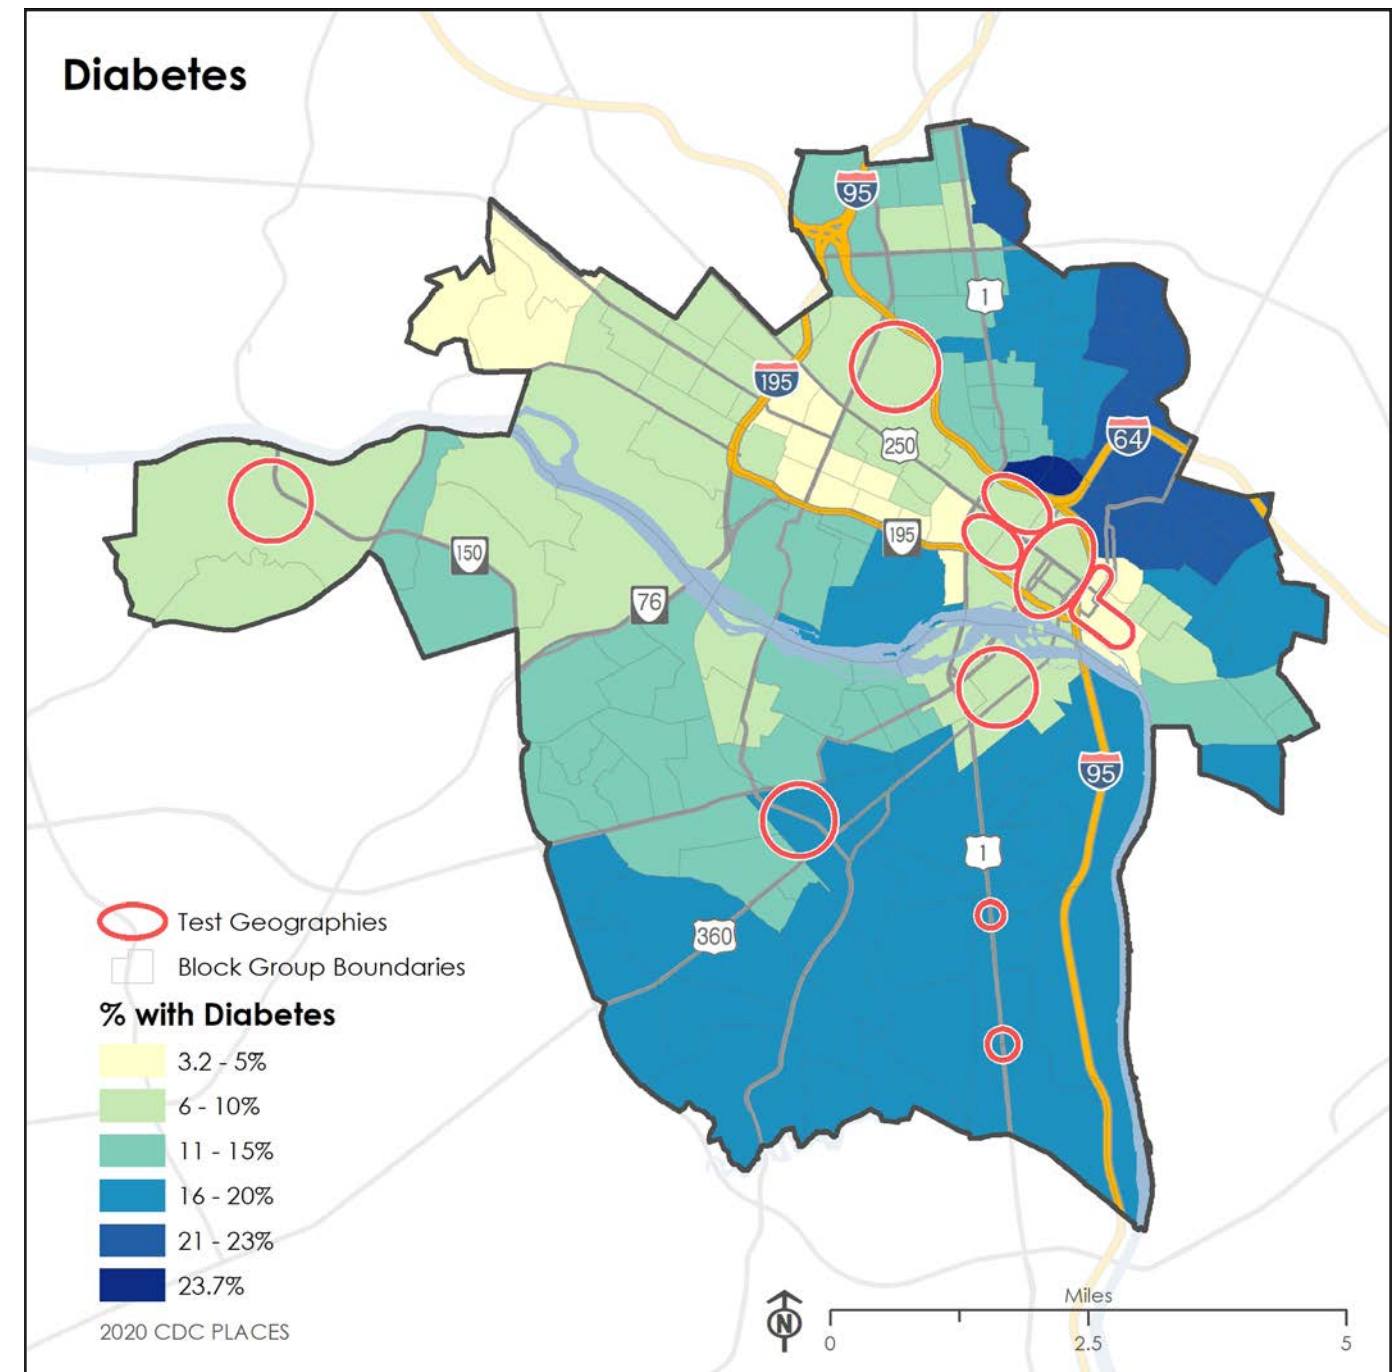 Diabetes
95
1
195
250
64
195
150
76
95
1
360
Test Geographies
Block Group Boundaries
% with Diabetes
3.2 - 5%
6 - 10%
11 - 15%
16 - 20%
21 - 23%
23.7%
2020 CDC PLACES
N
Miles
0
2.5
5